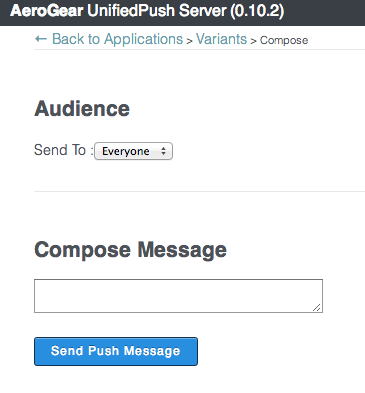 AeroGear UnifiedPush Server (0.10.2)
← Back to Applications > Variants > Compose
Audience
Send To : Everyone
Compose Message
Send Push Message